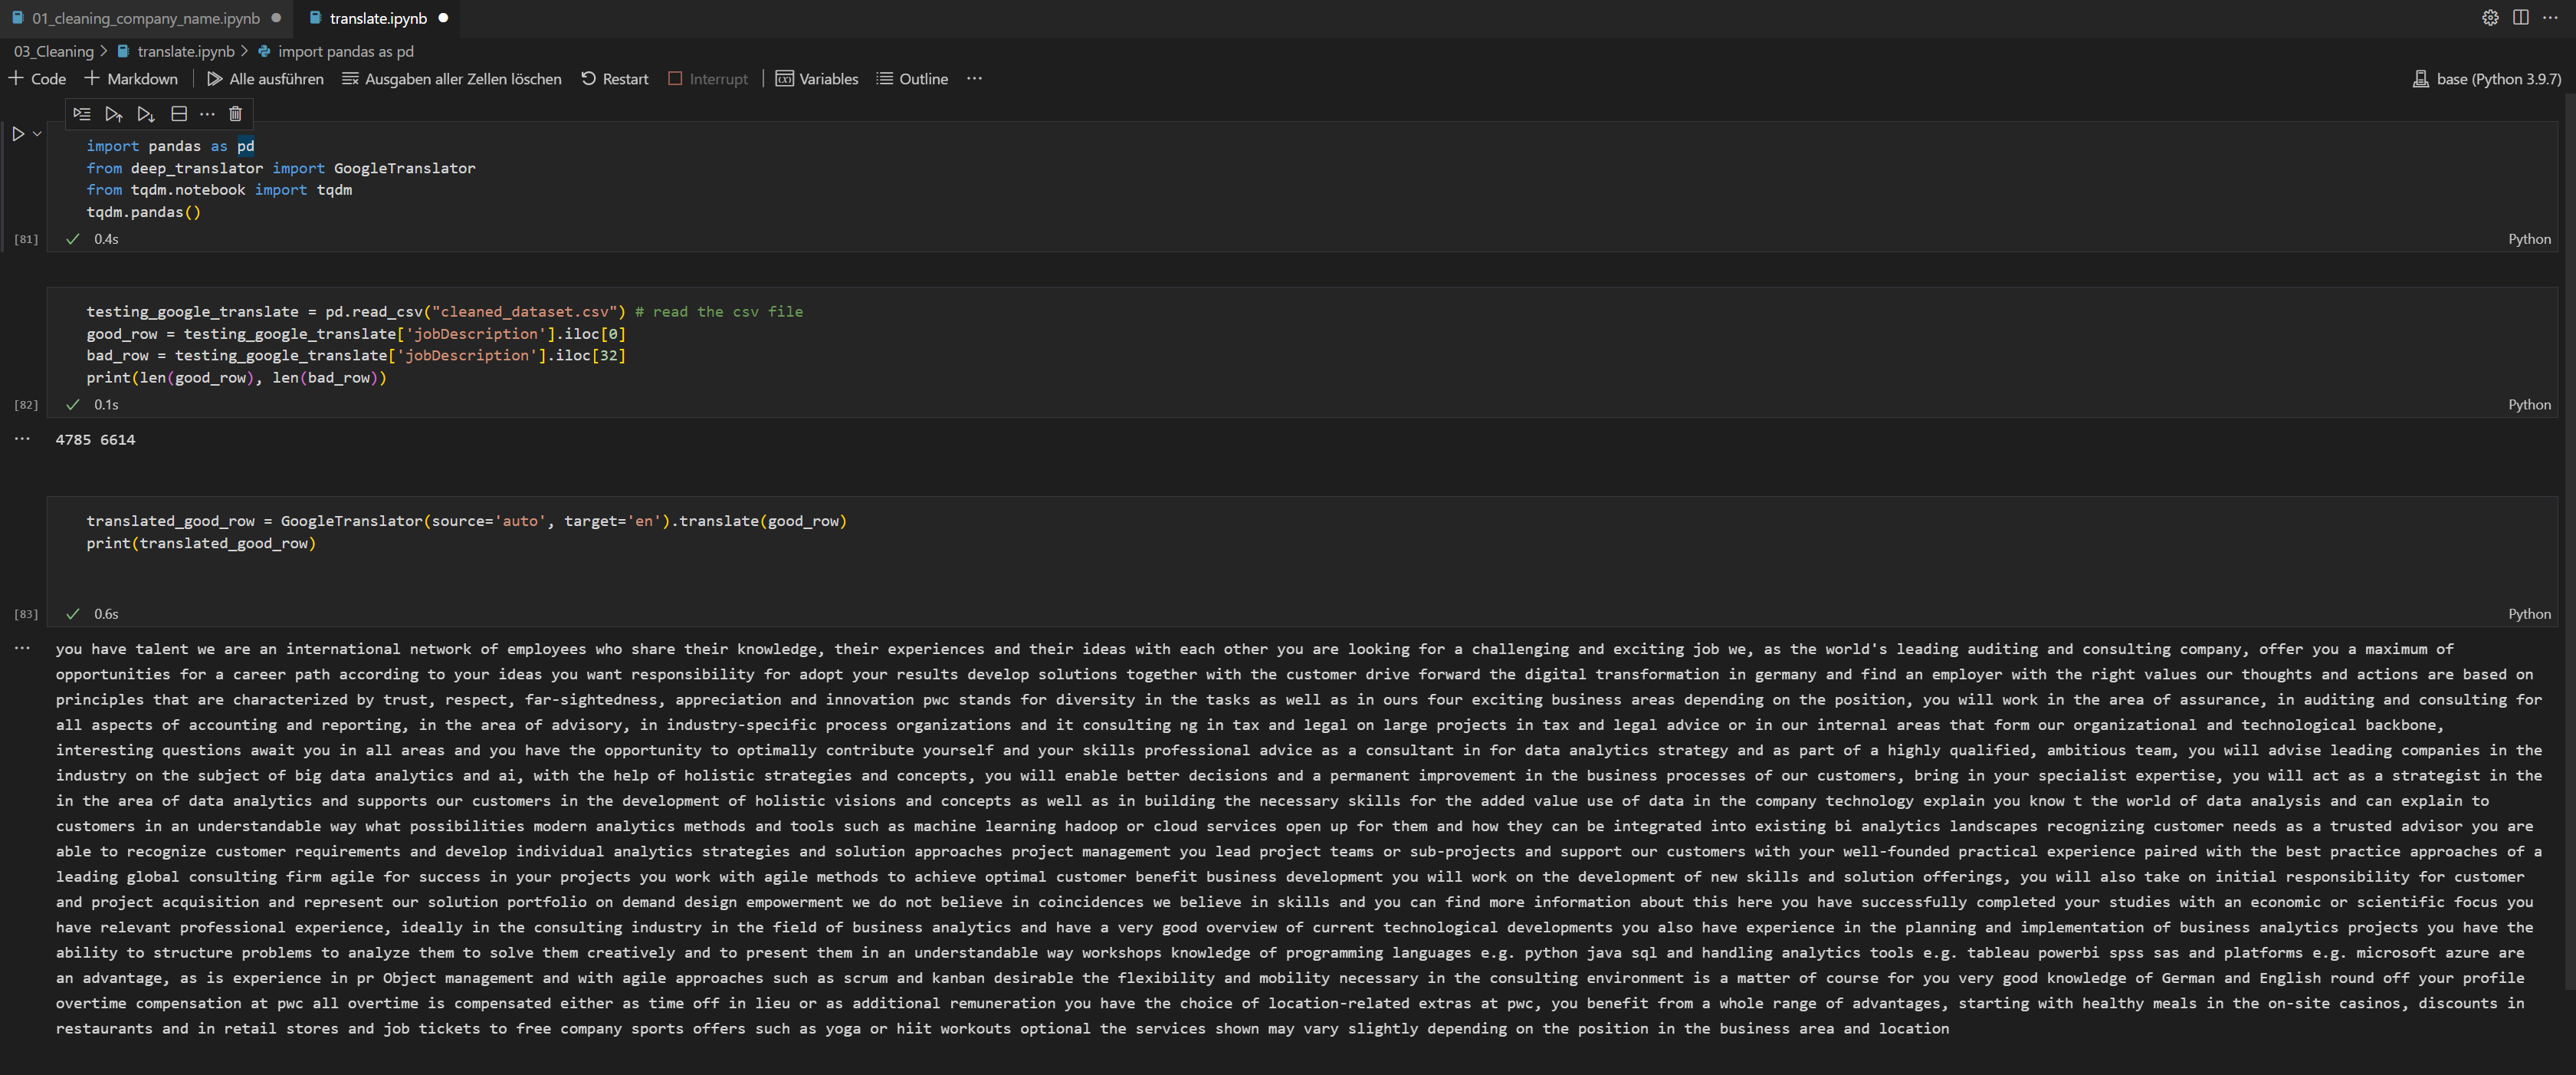 01_cleaning_company_name.ipynb
translate.ipynb
03_Cleaning > translate.ipynb > import pandas as pd
+ Code + Markdown Alle ausführen Ausgaben aller Zellen löschen Restart Interrupt Variables Outline ···
base (Python 3.9.7)
import pandas as pd
from deep_translator import GoogleTranslator
from tqdm.notebook import tqdm
tqdm.pandas()
[81] 0.4s
Python
testing_google_translate = pd.read_csv("cleaned_dataset.csv") # read the csv file
good_row = testing_google_translate['jobDescription'].iloc[0]
bad_row = testing_google_translate['jobDescription'].iloc[32]
print(len(good_row), len(bad_row))
[82] 0.1s
Python
4785 6614
translated_good_row = GoogleTranslator(source='auto', target='en').translate(good_row)
print(translated_good_row)
[83] 0.6s
Python
you have talent we are an international network of employees who share their knowledge, their experiences and their ideas with each other you are looking for a challenging and exciting job we, as the world's leading auditing and consulting company, offer you a maximum of
opportunities for a career path according to your ideas you want responsibility for adopt your results develop solutions together with the customer drive forward the digital transformation in germany and find an employer with the right values our thoughts and actions are based on
principles that are characterized by trust, respect, far-sightedness, appreciation and innovation pwc stands for diversity in the tasks as well as in ours four exciting business areas depending on the position, you will work in the area of assurance, in auditing and consulting for
all aspects of accounting and reporting, in the area of advisory, in industry-specific process organizations and it consulting ng in tax and legal on large projects in tax and legal advice or in our internal areas that form our organizational and technological backbone,
interesting questions await you in all areas and you have the opportunity to optimally contribute yourself and your skills professional advice as a consultant in for data analytics strategy and as part of a highly qualified, ambitious team, you will advise leading companies in the
industry on the subject of big data analytics and ai, with the help of holistic strategies and concepts, you will enable better decisions and a permanent improvement in the business processes of our customers, bring in your specialist expertise, you will act as a strategist in the
in the area of data analytics and supports our customers in the development of holistic visions and concepts as well as in building the necessary skills for the added value use of data in the company technology explain you know t the world of data analysis and can explain to
customers in an understandable way what possibilities modern analytics methods and tools such as machine learning hadoop or cloud services open up for them and how they can be integrated into existing bi analytics landscapes recognizing customer needs as a trusted advisor you are
able to recognize customer requirements and develop individual analytics strategies and solution approaches project management you lead project teams or sub-projects and support our customers with your well-founded practical experience paired with the best practice approaches of a
leading global consulting firm agile for success in your projects you work with agile methods to achieve optimal customer benefit business development you will work on the development of new skills and solution offerings, you will also take on initial responsibility for customer
and project acquisition and represent our solution portfolio on demand design empowerment we do not believe in coincidences we believe in skills and you can find more information about this here you have successfully completed your studies with an economic or scientific focus you
have relevant professional experience, ideally in the consulting industry in the field of business analytics and have a very good overview of current technological developments you also have experience in the planning and implementation of business analytics projects you have the
ability to structure problems to analyze them to solve them creatively and to present them in an understandable way workshops knowledge of programming languages e.g. python java sql and handling analytics tools e.g. tableau powerbi spss sas and platforms e.g. microsoft azure are
an advantage, as is experience in pr Object management and with agile approaches such as scrum and kanban desirable the flexibility and mobility necessary in the consulting environment is a matter of course for you very good knowledge of German and English round off your profile
overtime compensation at pwc all overtime is compensated either as time off in lieu or as additional remuneration you have the choice of location-related extras at pwc, you benefit from a whole range of advantages, starting with healthy meals in the on-site casinos, discounts in
restaurants and in retail stores and job tickets to free company sports offers such as yoga or hiit workouts optional the services shown may vary slightly depending on the position in the business area and location